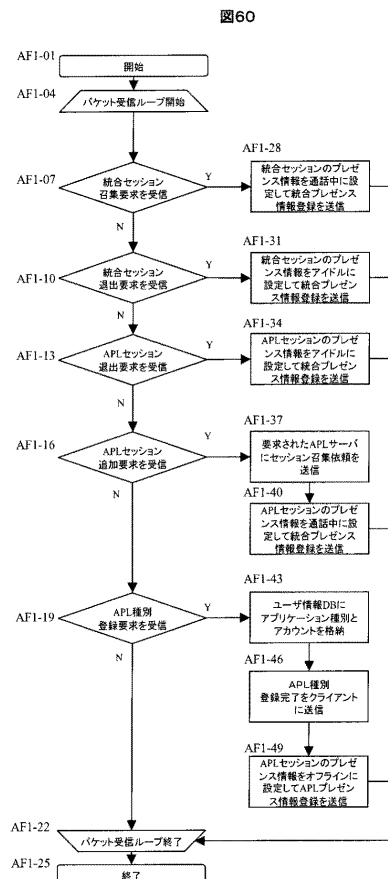 図60
AF1-01
開始
AF1-04
パケット受信ループ開始
AF1-07
統合セッション
召集要求を受信
Y
N
AF1-28
統合セッションのプレゼ
ンス情報を通話中に設
定して統合プレゼンス
情報登録を送信
AF1-10
統合セッション
退出要求を受信
Y
N
AF1-31
統合セッションのプレゼ
ンス情報をアイドルに
設定して統合プレゼン
ス情報登録を送信
AF1-13
APLセッション
退出要求を受信
Y
N
AF1-34
APLセッションのプレゼ
ンス情報をアイドルに
設定して統合プレゼン
ス情報登録を送信
AF1-16
APLセッション
追加要求を受信
Y
N
AF1-37
要求されたAPLサーバ
にセッション召集依頼を
送信
AF1-40
APLセッションのプレゼ
ンス情報を通話中に設
定して統合プレゼンス
情報登録を送信
AF1-19
APL種別
登録要求を受信
Y
N
AF1-43
ユーザ情報DBに
アプリケーション種別と
アカウントを格納
AF1-46
APL種別
登録完了をクライアント
に送信
AF1-49
APLセッションのプレゼ
ンス情報をオフラインに
設定してAPLプレゼン
ス情報登録を送信
AF1-22
パケット受信ループ終了
AF1-25
終了